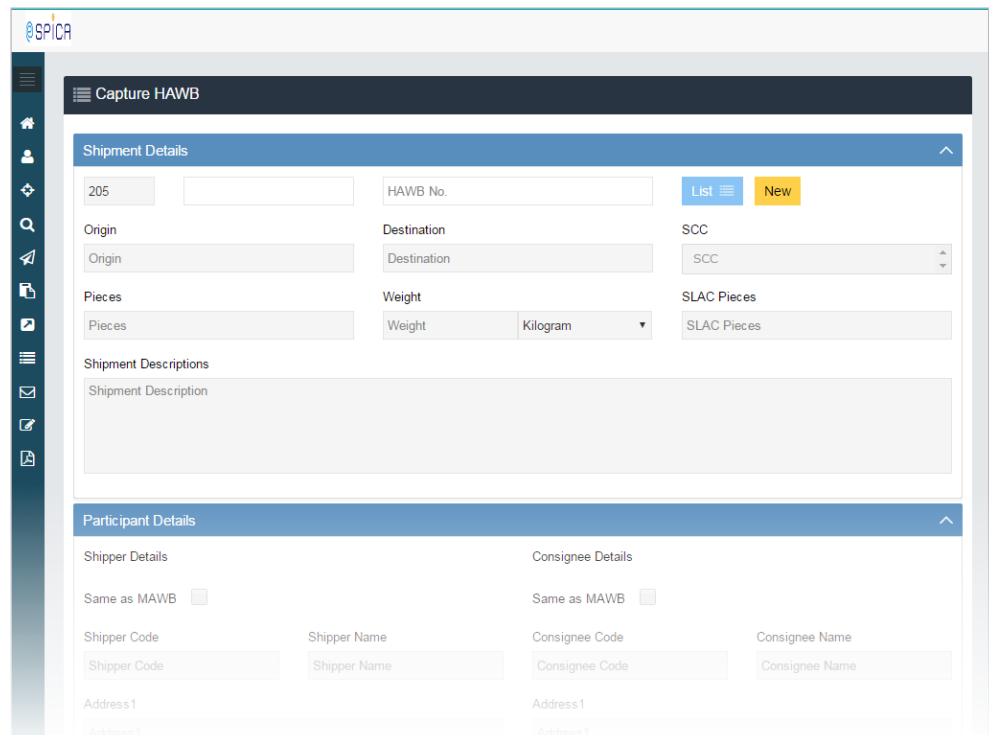 eSPICA
Capture HAWB
Shipment Details
205
HAWB No.
List
New
Origin
Destination
SCC
Origin
Destination
SCC
Pieces
Weight
SLAC Pieces
Pieces
Weight
Kilogram
SLAC Pieces
Shipment Descriptions
Shipment Description
Participant Details
Shipper Details
Consignee Details
Same as MAWB
Same as MAWB
Shipper Code
Shipper Name
Consignee Code
Consignee Name
Shipper Code
Shipper Name
Consignee Code
Consignee Name
Address1
Address1
Address1
Address1